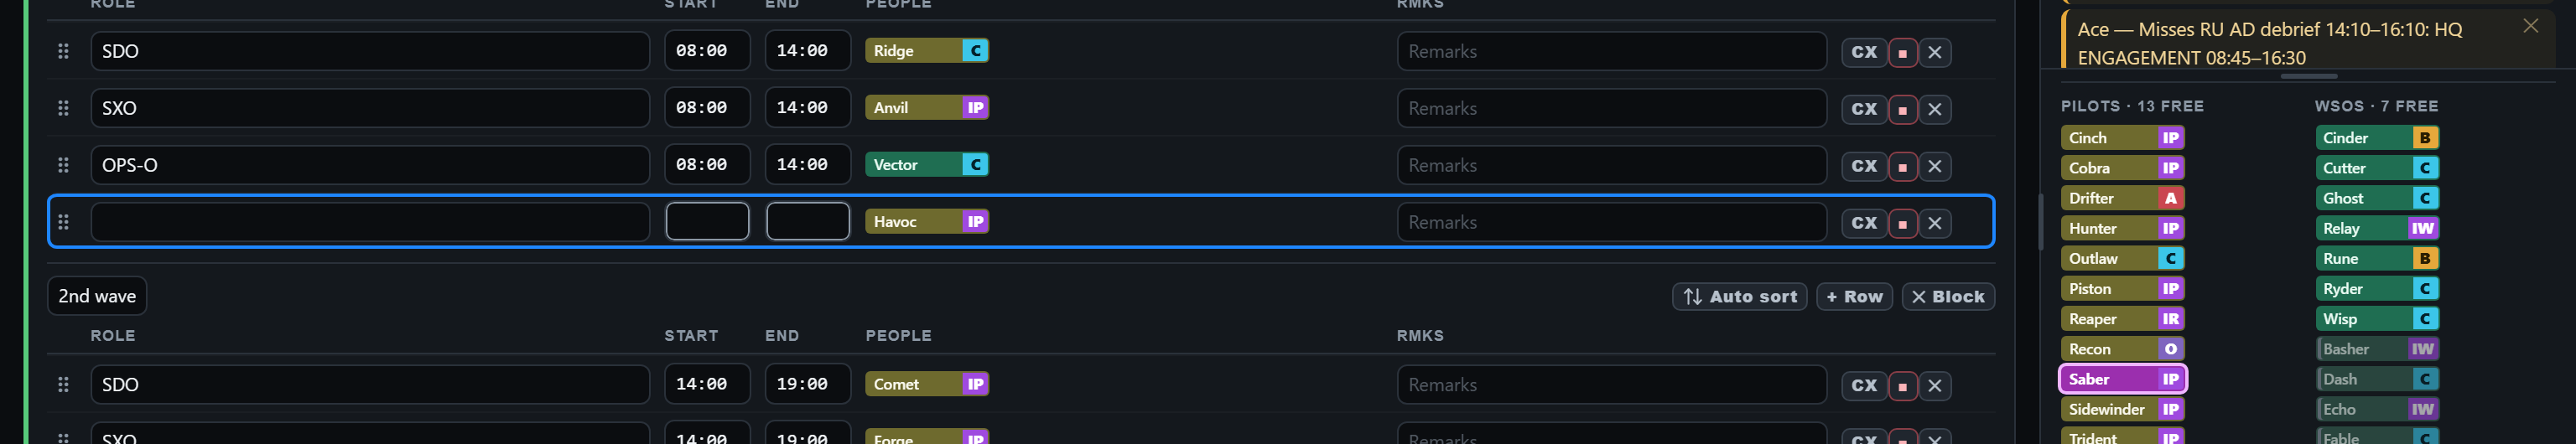 ROLE START END PEOPLE RMKS
SDO 08:00 14:00 Ridge C Remarks CX
SXO 08:00 14:00 Anvil IP Remarks CX
OPS-O 08:00 14:00 Vector C Remarks CX
Havoc IP Remarks CX
2nd wave Auto sort + Row Block
ROLE START END PEOPLE RMKS
SDO 14:00 19:00 Comet IP Remarks CX
SXO 14:00 19:00 Forge IP Remarks CX
Ace — Misses RU AD debrief 14:10–16:10: HQ
ENGAGEMENT 08:45–16:30
PILOTS · 13 FREE
Cinch IP
Cobra IP
Drifter A
Hunter IP
Outlaw C
Piston IP
Reaper IR
Recon O
Saber IP
Sidewinder IP
Trident IP
WSOS · 7 FREE
Cinder B
Cutter C
Ghost C
Relay IW
Rune B
Ryder C
Wisp C
Basher IW
Dash C
Echo IW
Fable C